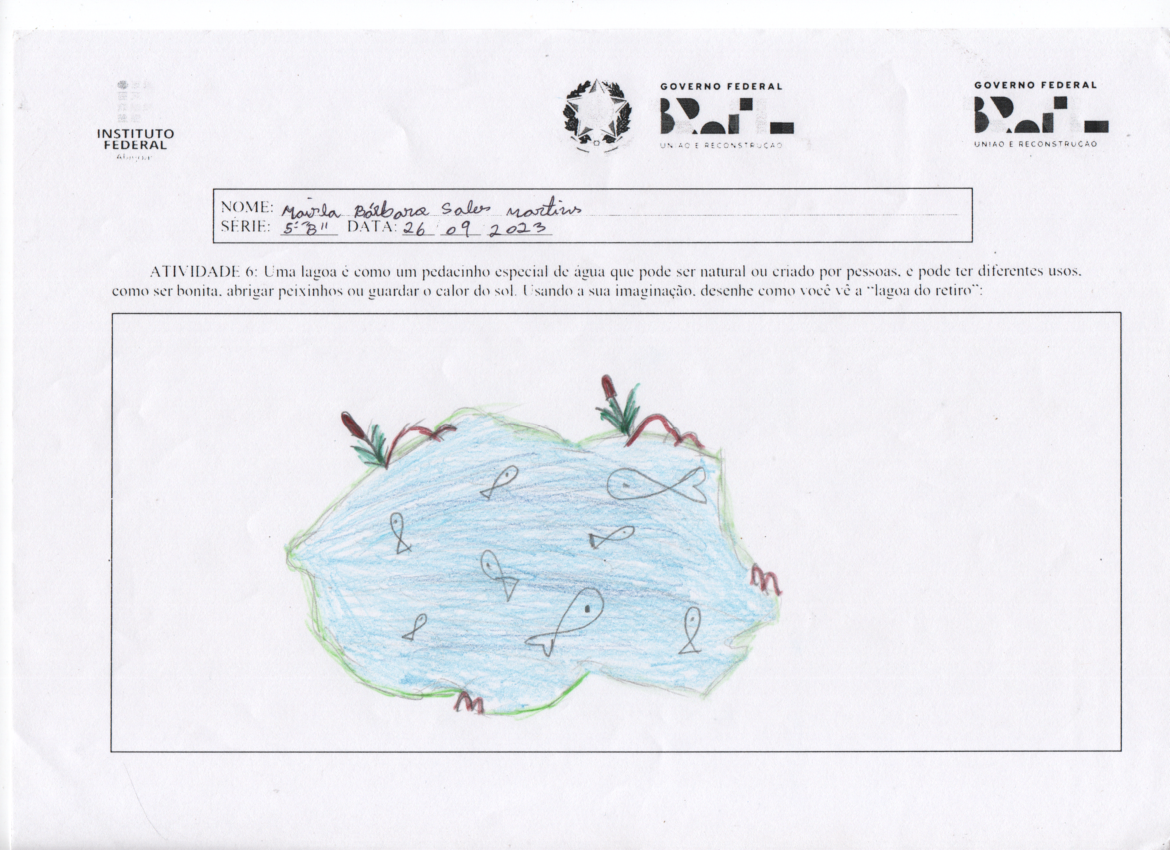 INSTITUTO
FEDERAL
GOVERNO FEDERAL
BRASIL
UNIÃO E RECONSTRUÇÃO
GOVERNO FEDERAL
BRASIL
UNIÃO E RECONSTRUÇÃO
NOME: Bárbara Sales Martins
SÉRIE: 5º "B" DATA: 26 09 2023
ATIVIDADE 6: Uma lagoa é como um pedacinho especial de água que pode ser natural ou criado por pessoas, e pode ter diferentes usos,
como ser bonita, abrigar peixinhos ou guardar o calor do sol. Usando a sua imaginação, desenhe como você vê a “lagoa do retiro”: